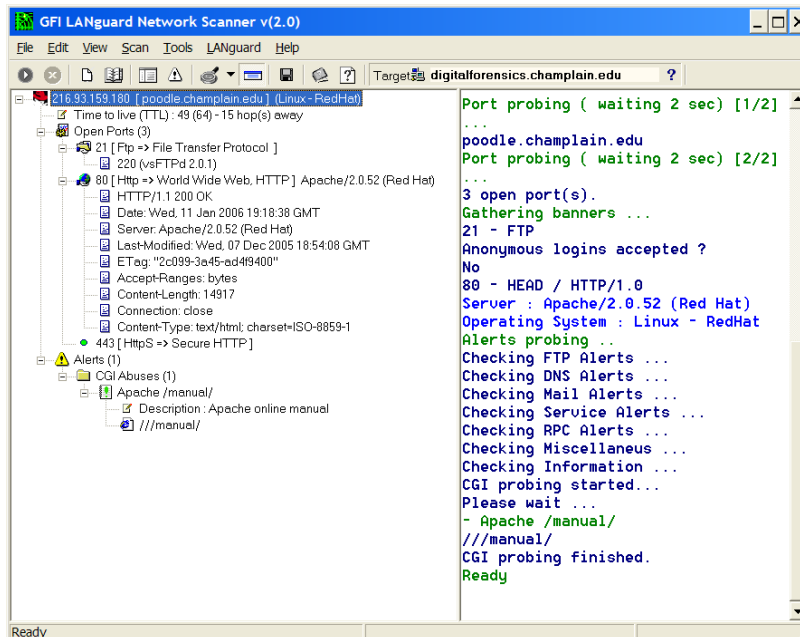 GFI LANguard Network Scanner v(2.0)
File Edit View Scan Tools LANguard Help
Target: digitalforensics.champlain.edu ?
216.93.159.180 [ poodle.champlain.edu ] (Linux - RedHat)
Time to live (TTL) : 49 (64) - 15 hop(s) away
Open Ports (3)
21 [ Ftp => File Transfer Protocol ]
220 (vsFTPd 2.0.1)
80 [ Http => World Wide Web, HTTP ] Apache/2.0.52 (Red Hat)
HTTP/1.1 200 OK
Date: Wed, 11 Jan 2006 19:18:38 GMT
Server: Apache/2.0.52 (Red Hat)
Last-Modified: Wed, 07 Dec 2005 18:54:08 GMT
ETag: "2c099-3a45-ad4f9400"
Accept-Ranges: bytes
Content-Length: 14917
Connection: close
Content-Type: text/html; charset=ISO-8859-1
443 [ HttpS => Secure HTTP ]
Alerts (1)
CGI Abuses (1)
Apache /manual/
Description : Apache online manual
///manual/
Port probing ( waiting 2 sec) [1/2]
...
poodle.champlain.edu
Port probing ( waiting 2 sec) [2/2]
...
3 open port(s).
Gathering banners ...
21 - FTP
Anonymous logins accepted ?
No
80 - HEAD / HTTP/1.0
Server : Apache/2.0.52 (Red Hat)
Operating System : Linux - RedHat
Alerts probing ..
Checking FTP Alerts ...
Checking DNS Alerts ...
Checking Mail Alerts ...
Checking Service Alerts ...
Checking RPC Alerts ...
Checking Miscellaneus ...
Checking Information ...
CGI probing started...
Please wait ...
- Apache /manual/
///manual/
CGI probing finished.
Ready
Ready